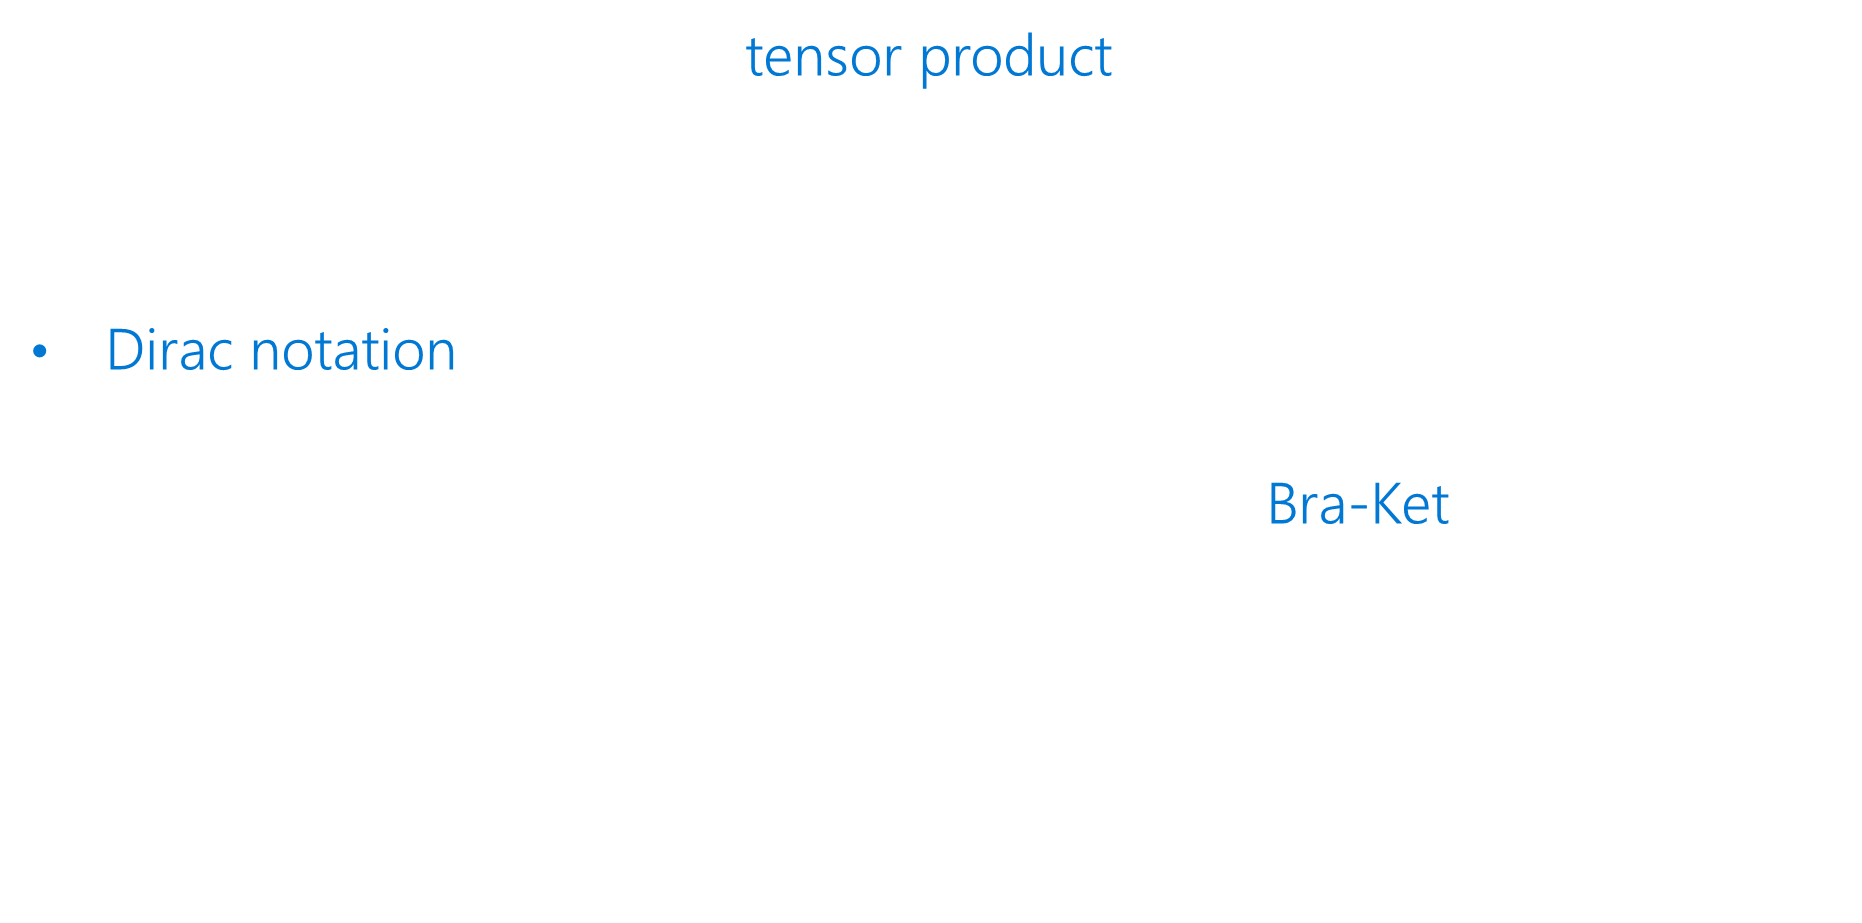 tensor product
• Dirac notation
Bra-Ket